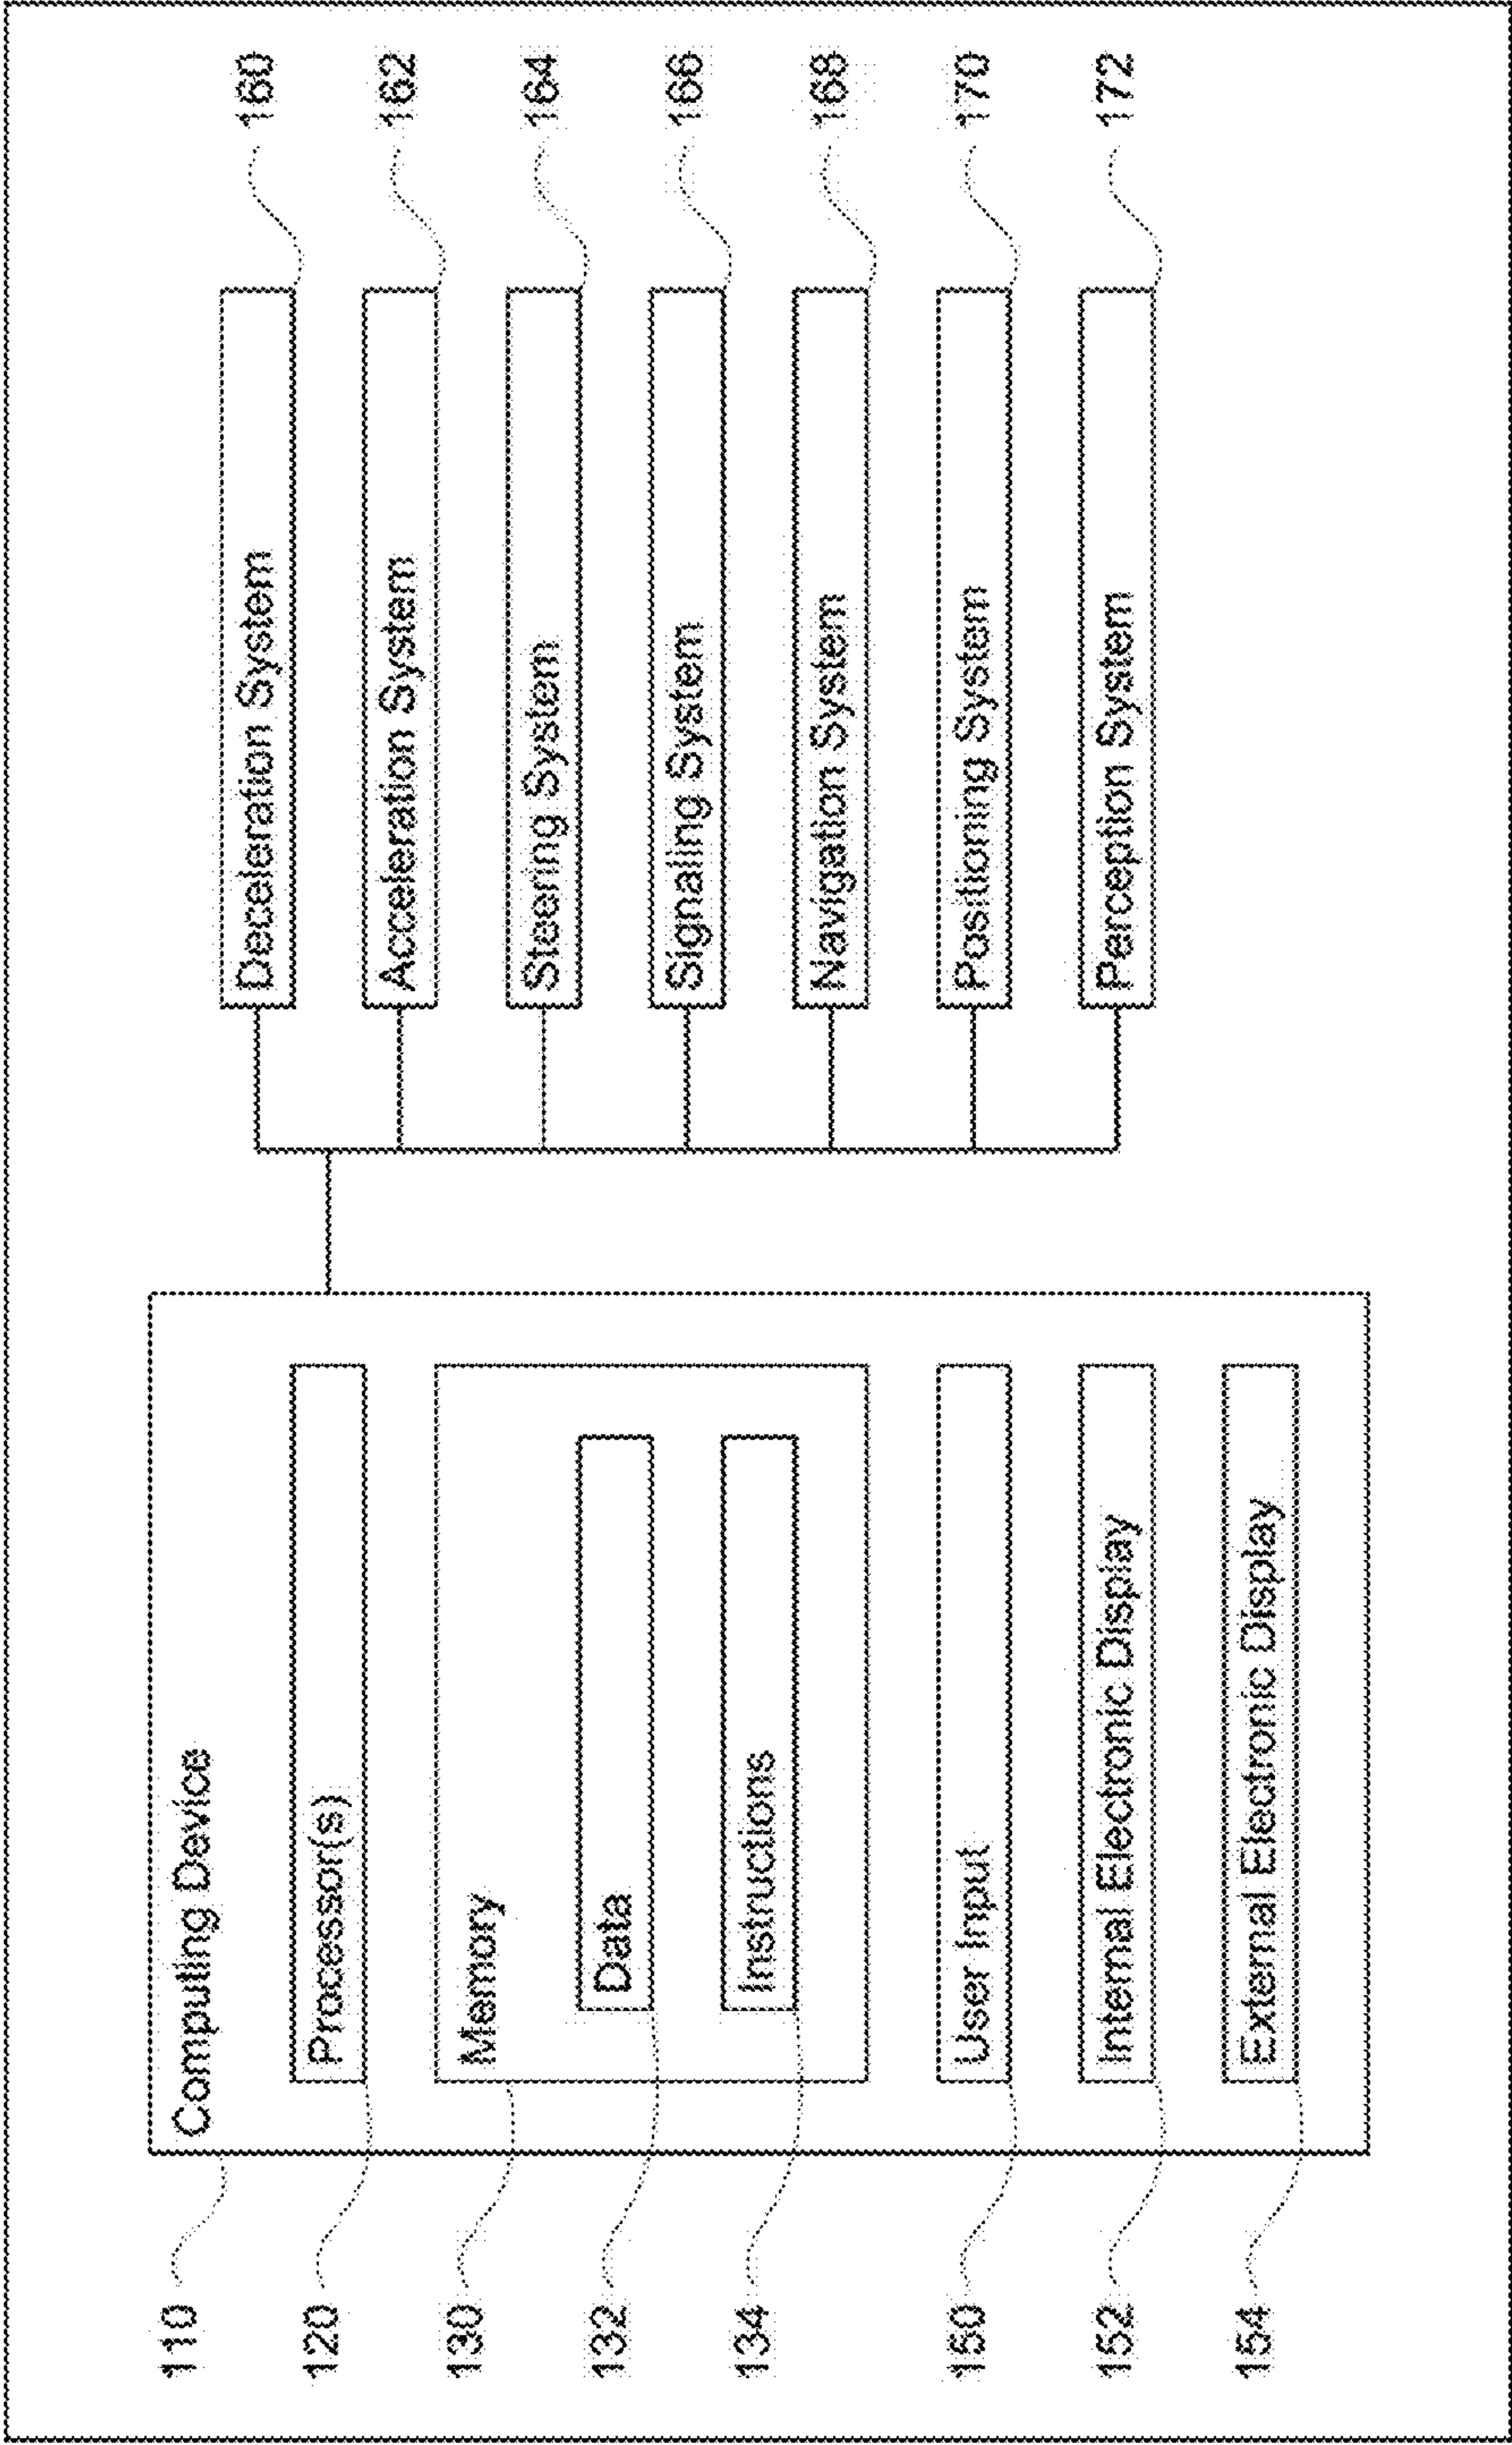 110
Computing Device
120
Processor(s)
130
Memory
132
Data
134
Instructions
150
User Input
152
Internal Electronic Display
154
External Electronic Display
Deceleration System
160
Acceleration System
162
Steering System
164
Signaling System
166
Navigation System
168
Positioning System
170
Perception System
172